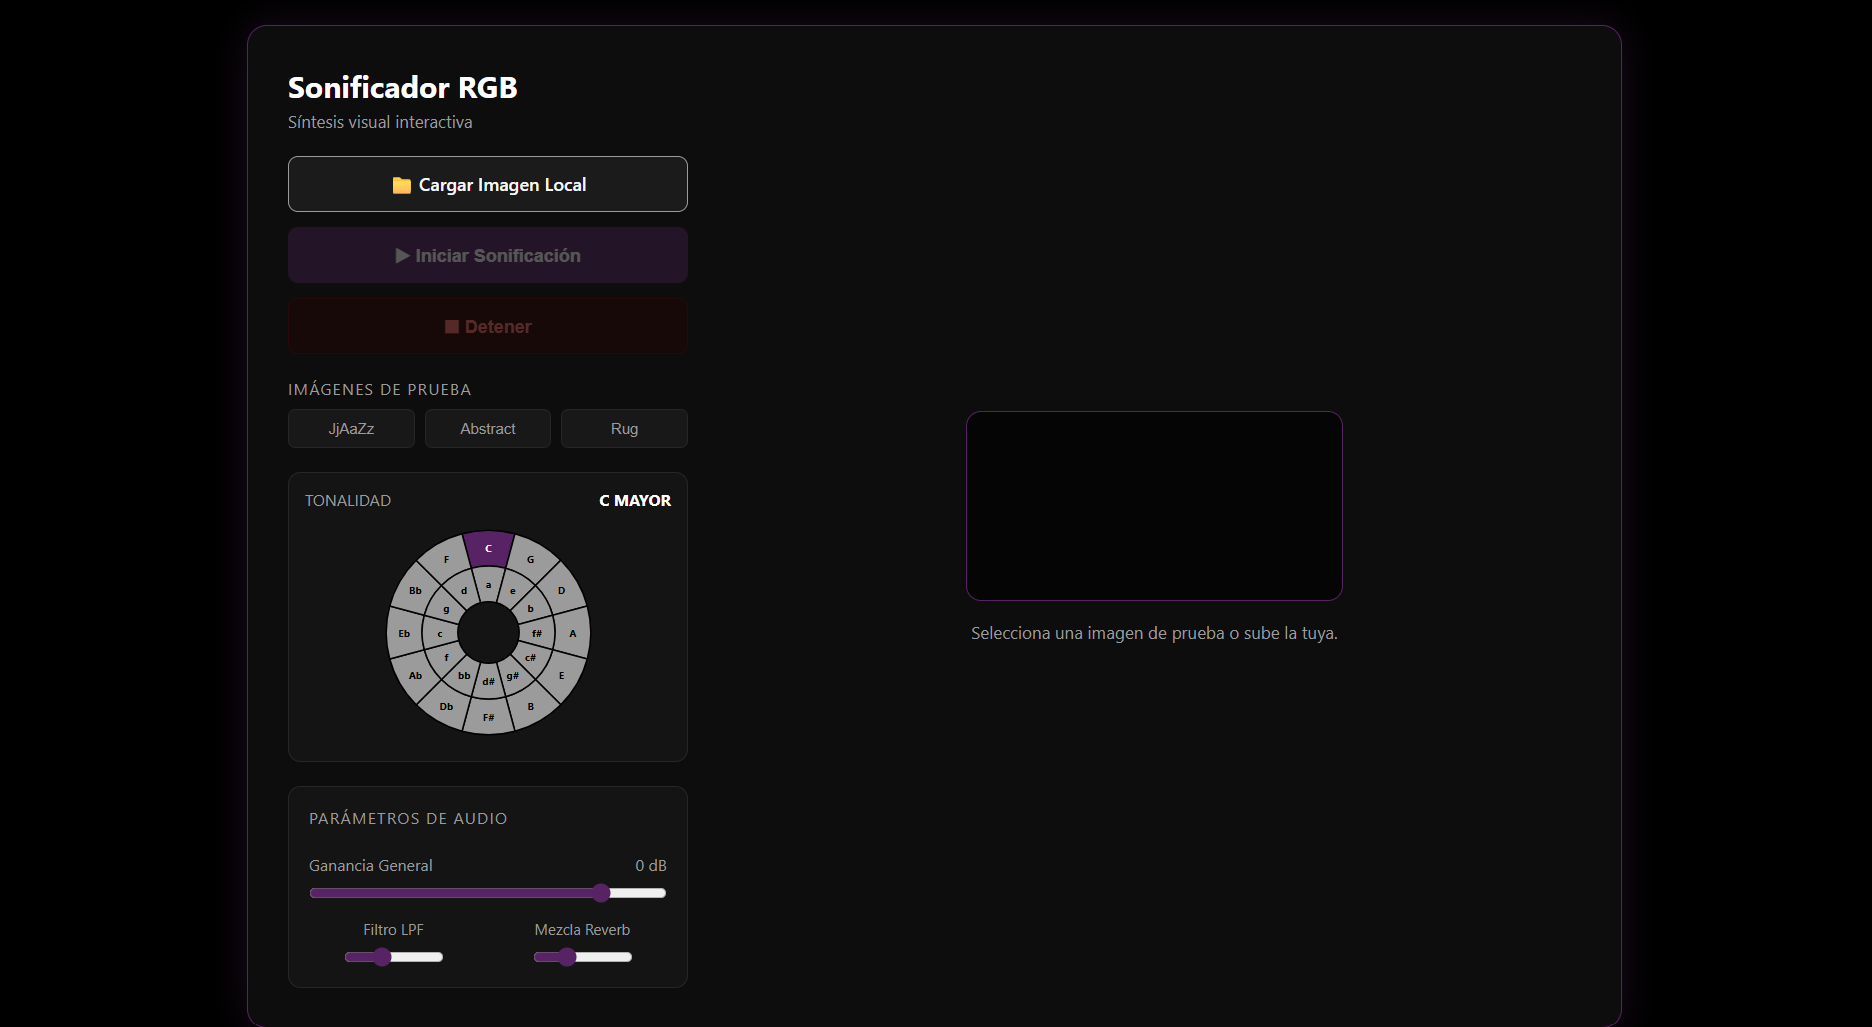 Sonificador RGB
Síntesis visual interactiva
📁 Cargar Imagen Local
▶ Iniciar Sonificación
■ Detener
IMÁGENES DE PRUEBA
JjAaZz
Abstract
Rug
TONALIDAD
C MAYOR
C
G
D
A
E
B
F#
Db
Ab
Eb
Bb
F
a
e
b
f#
c#
g#
d#
bb
f
c
g
d
PARÁMETROS DE AUDIO
Ganancia General
0 dB
Filtro LPF
Mezcla Reverb
Selecciona una imagen de prueba o sube la tuya.